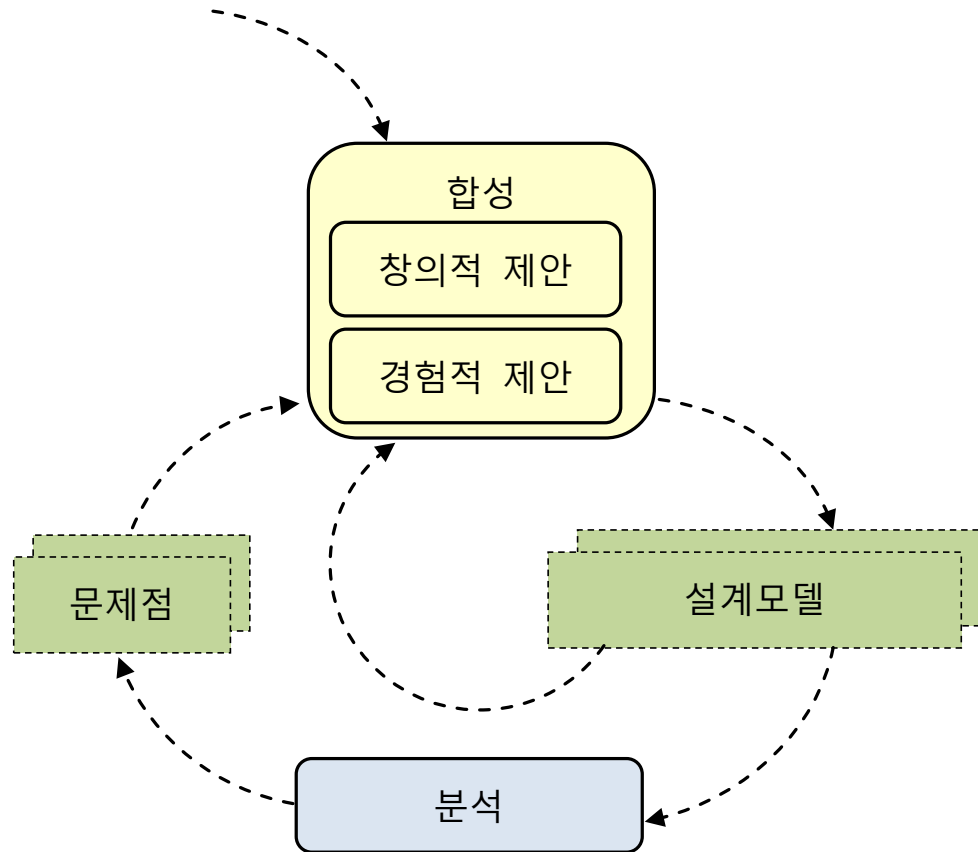 합성
창의적 제안
경험적 제안
문제점
설계모델
분석